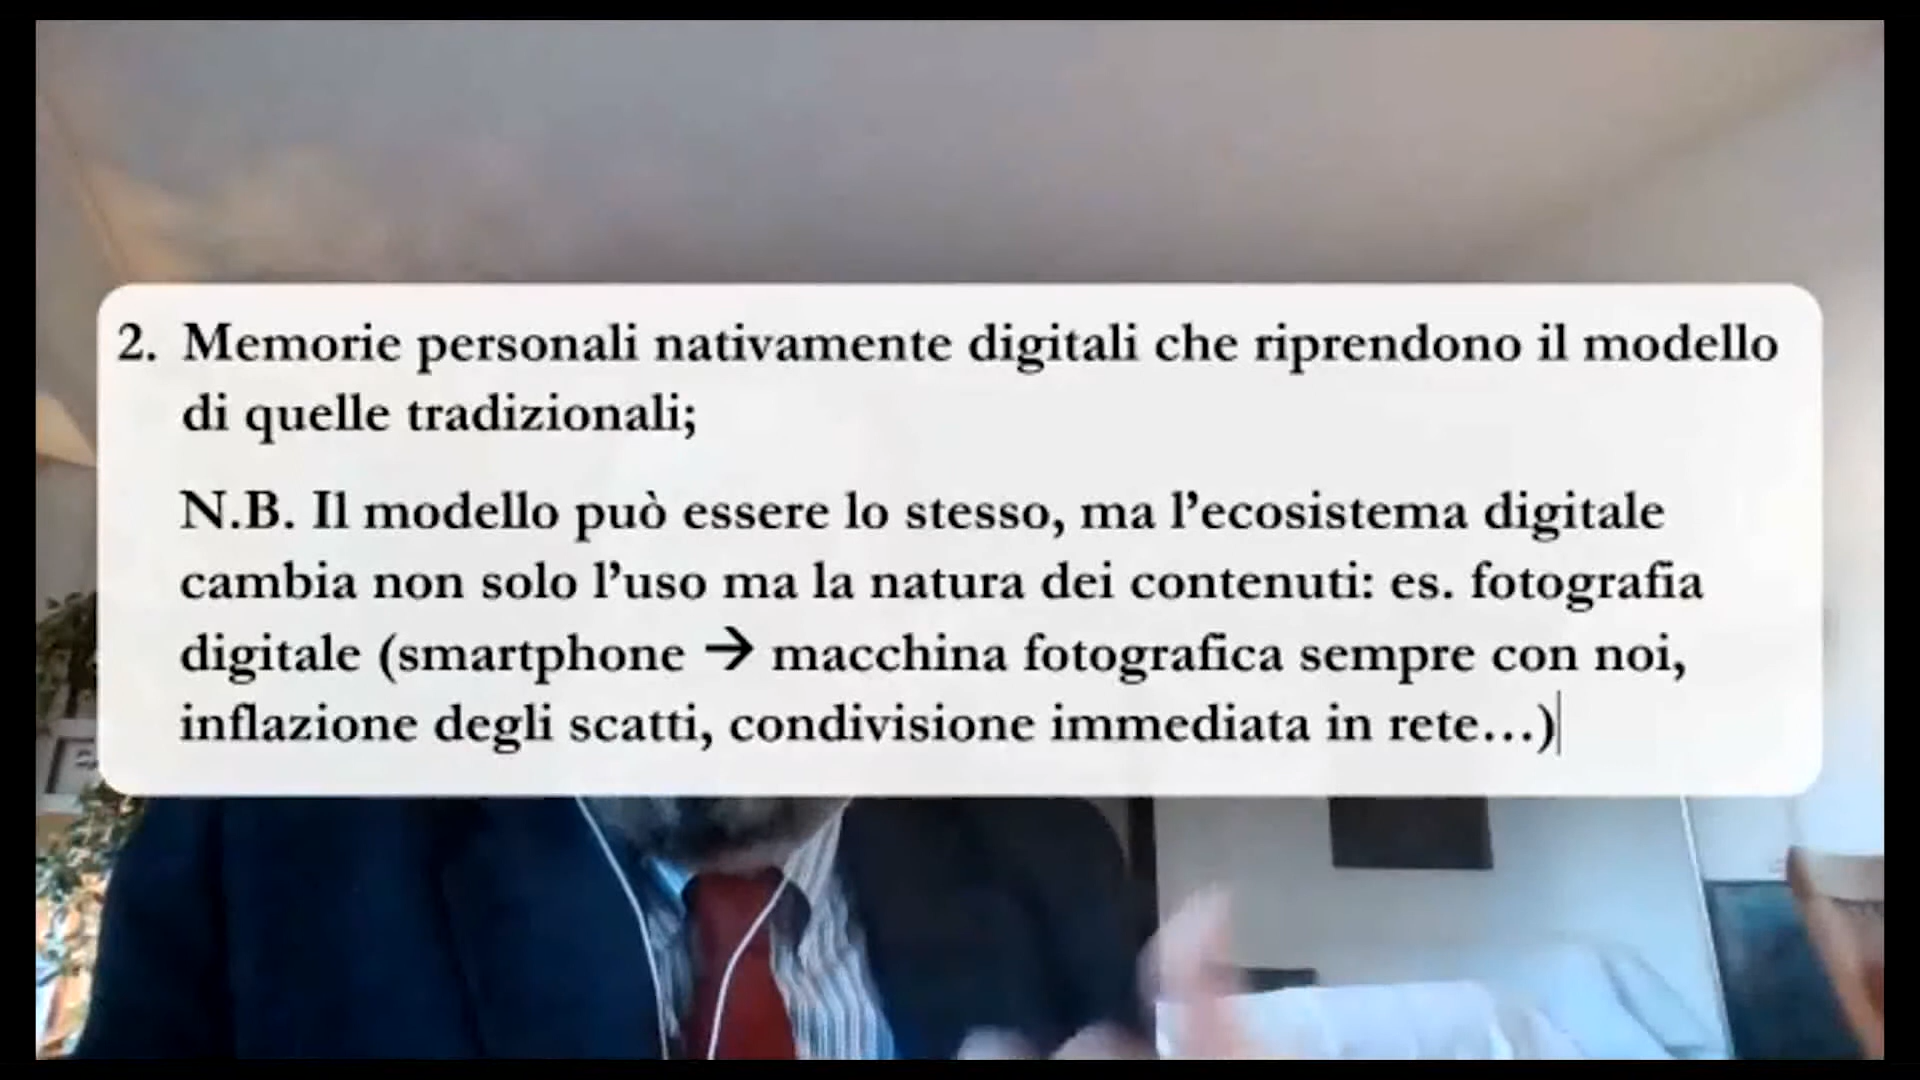 2. Memorie personali nativamente digitali che riprendono il modello
di quelle tradizionali;
N.B. Il modello può essere lo stesso, ma l’ecosistema digitale
cambia non solo l’uso ma la natura dei contenuti: es. fotografia
digitale (smartphone → macchina fotografica sempre con noi,
inflazione degli scatti, condivisione immediata in rete…)